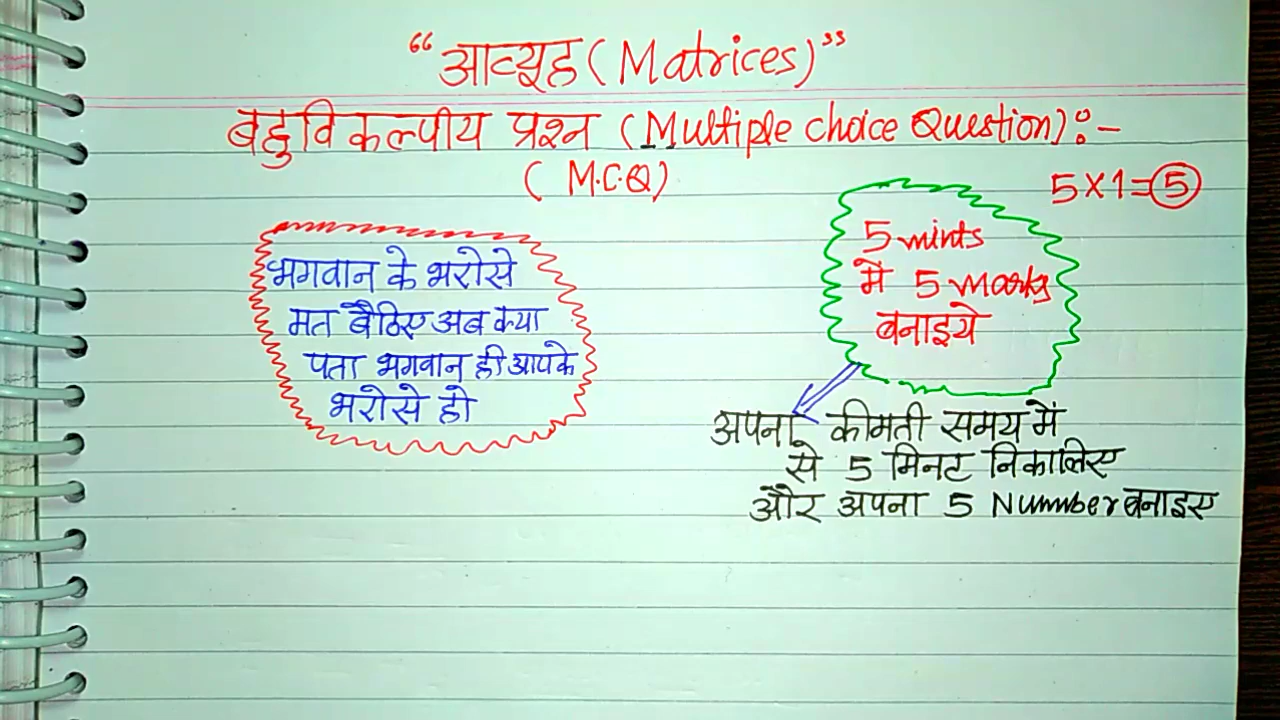 “आव्यूह (Matrices)”
बहुविकल्पीय प्रश्न (Multiple choice Question):-
(M.C.Q)
5×1=5
भगवान के भरोसे
मत बैठिए अब क्या
पता भगवान ही आपके
भरोसे हो
5 mints
में 5 marks
बनाइये
अपना कीमती समय में
से 5 मिनट निकालिए
और अपना 5 Number बनाइए